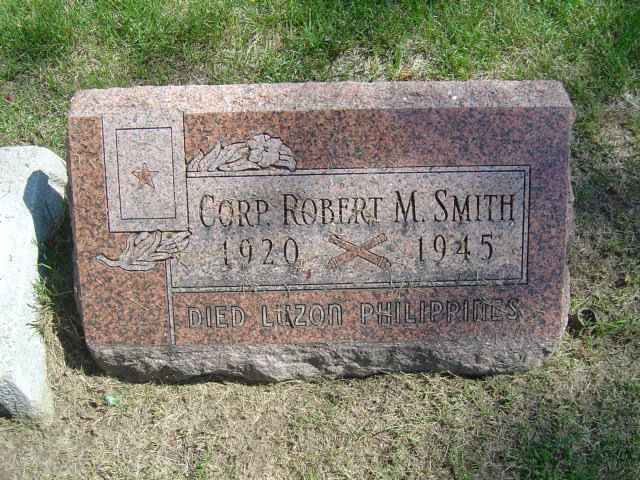 CORP. ROBERT M. SMITH
1920 1945
DIED LUZON PHILIPPINES